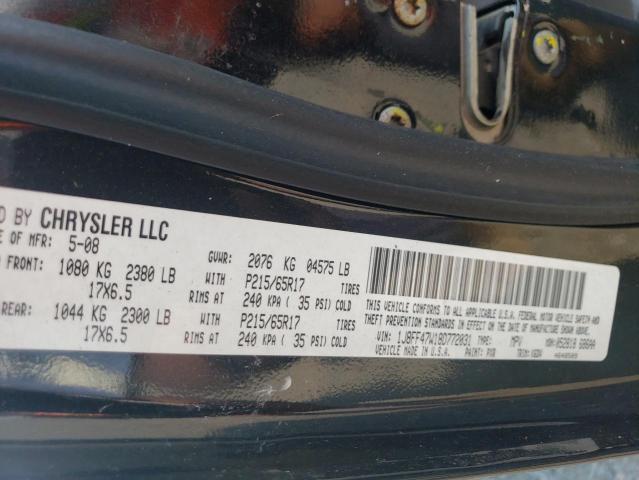 D BY CHRYSLER LLC
E OF MFR: 5-08 GVWR: 2076 KG 04575 LB
FRONT: 1080 KG 2380 LB WITH P215/65R17 TIRES
17X6.5 RIMS AT 240 KPA ( 35 PSI) COLD
REAR: 1044 KG 2300 LB WITH P215/65R17 TIRES
17X6.5 RIMS AT 240 KPA ( 35 PSI) COLD
THIS VEHICLE CONFORMS TO ALL APPLICABLE U.S.A. FEDERAL MOTOR VEHICLE SAFETY AND
THEFT PREVENTION STANDARDS IN EFFECT ON THE DATE OF MANUFACTURE SHOWN ABOVE.
VIN: 1J8FF47W18D772031 TYPE: MPV
VEHICLE MADE IN U.S.A. PAINT: PXR TRIM: